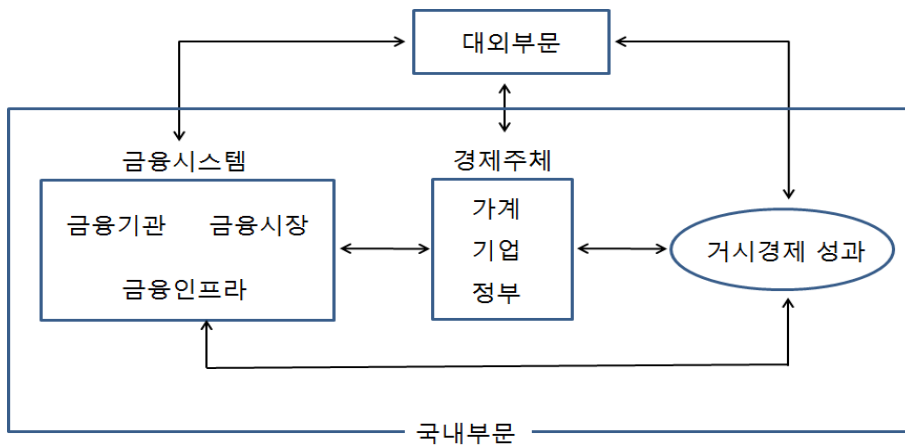 대외부문
금융시스템
경제주체
금융기관 금융시장
금융인프라
가계
기업
정부
거시경제 성과
국내부문